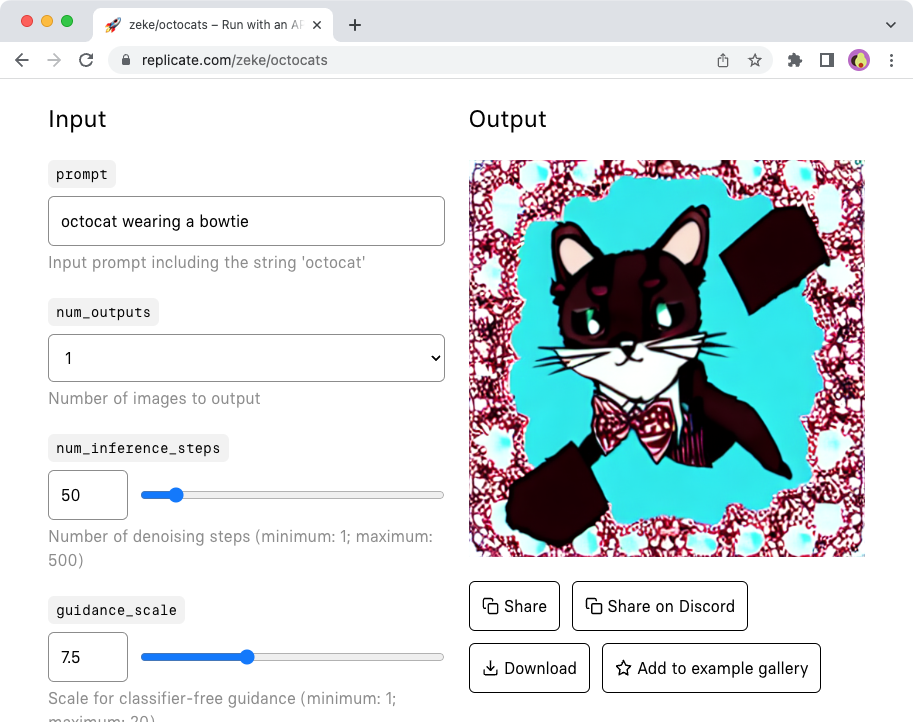 zeke/octocats – Run with an AP
replicate.com/zeke/octocats
Input
prompt
octocat wearing a bowtie
Input prompt including the string 'octocat'
num_outputs
1
Number of images to output
num_inference_steps
50
Number of denoising steps (minimum: 1; maximum:
500)
guidance_scale
7.5
Scale for classifier-free guidance (minimum: 1;
maximum: 20)
Output
Share
Share on Discord
Download
Add to example gallery